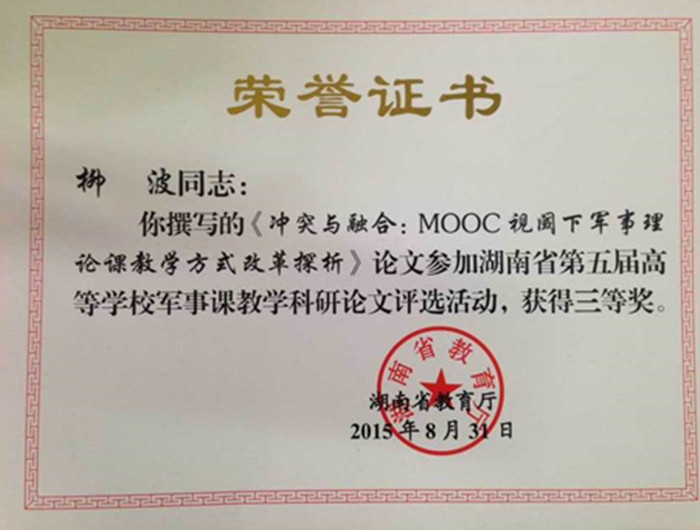 荣誉证书
柳 波同志：
你撰写的《冲突与融合：MOOC视阈下军事理
论课教学方式改革探析》论文参加湖南省第五届高
等学校军事课教学科研论文评选活动，获得三等奖。
湖南省教育厅
湖南省教育厅
2015年8月31日